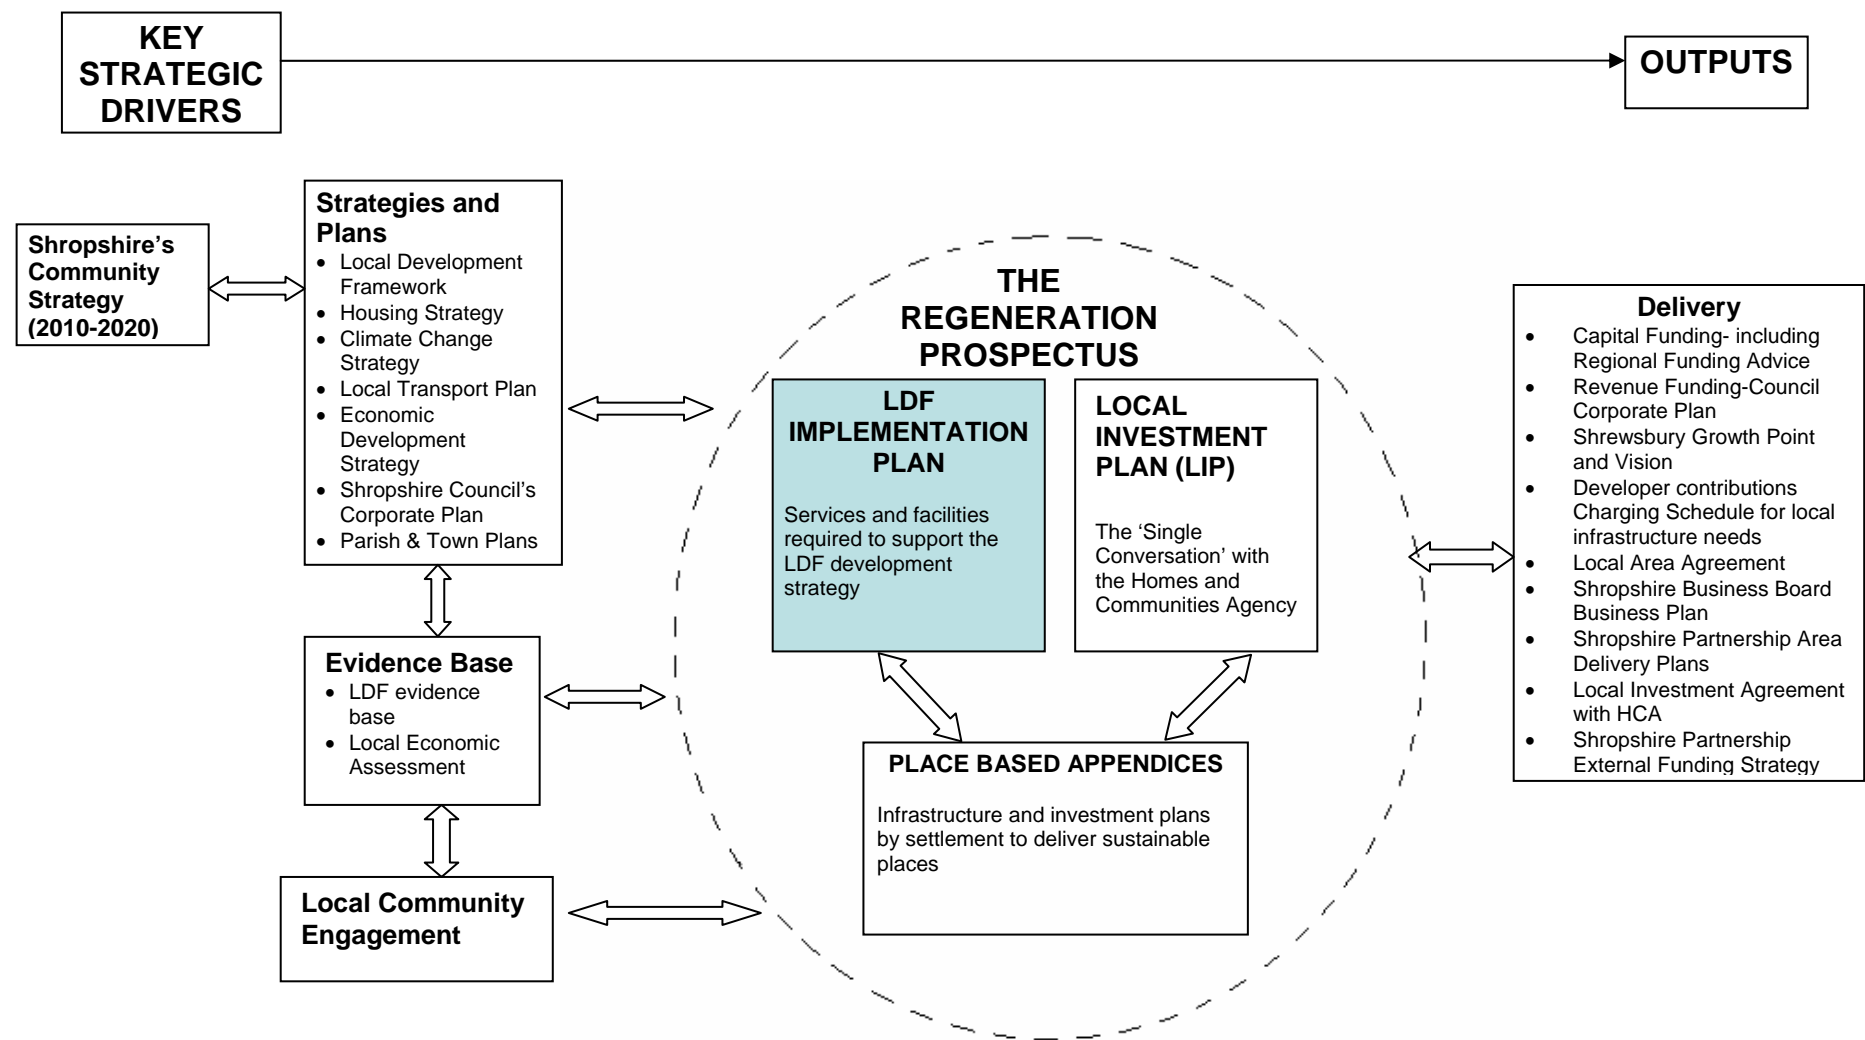 KEY
STRATEGIC
DRIVERS
OUTPUTS
Shropshire’s
Community
Strategy
(2010-2020)
Strategies and
Plans
• Local Development
Framework
• Housing Strategy
• Climate Change
Strategy
• Local Transport Plan
• Economic
Development
Strategy
• Shropshire Council’s
Corporate Plan
• Parish & Town Plans
Evidence Base
• LDF evidence
base
• Local Economic
Assessment
Local Community
Engagement
THE
REGENERATION
PROSPECTUS
LDF
IMPLEMENTATION
PLAN
Services and facilities
required to support the
LDF development
strategy
LOCAL
INVESTMENT
PLAN (LIP)
The ‘Single
Conversation’ with
the Homes and
Communities Agency
PLACE BASED APPENDICES
Infrastructure and investment plans
by settlement to deliver sustainable
places
Delivery
• Capital Funding- including
Regional Funding Advice
• Revenue Funding-Council
Corporate Plan
• Shrewsbury Growth Point
and Vision
• Developer contributions
Charging Schedule for local
infrastructure needs
• Local Area Agreement
• Shropshire Business Board
Business Plan
• Shropshire Partnership Area
Delivery Plans
• Local Investment Agreement
with HCA
• Shropshire Partnership
External Funding Strategy